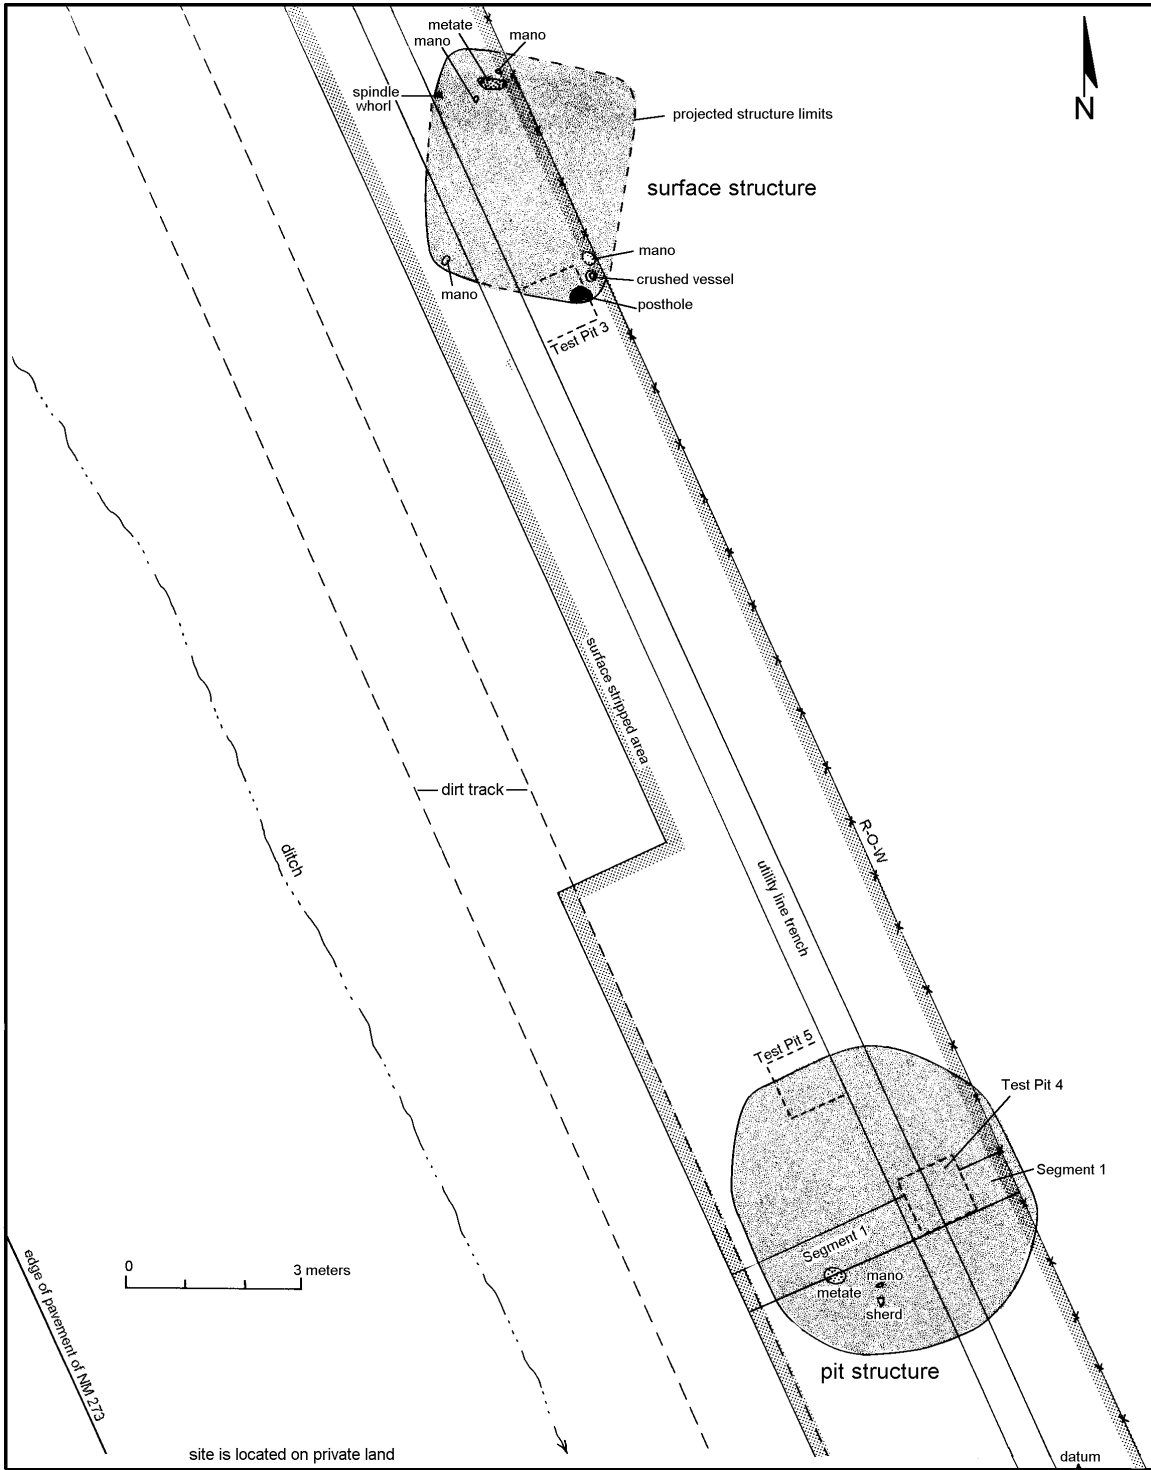 metate
mano
mano
spindle
whorl
N
projected structure limits
surface structure
mano
crushed vessel
mano
posthole
Test Pit 3
surface stripped area
dirt track
R-O-W
ditch
utility line trench
Test Pit 5
Test Pit 4
Segment 1
Segment 1
edge of pavement of NM 273
0
3 meters
mano
metate
sherd
pit structure
site is located on private land
datum